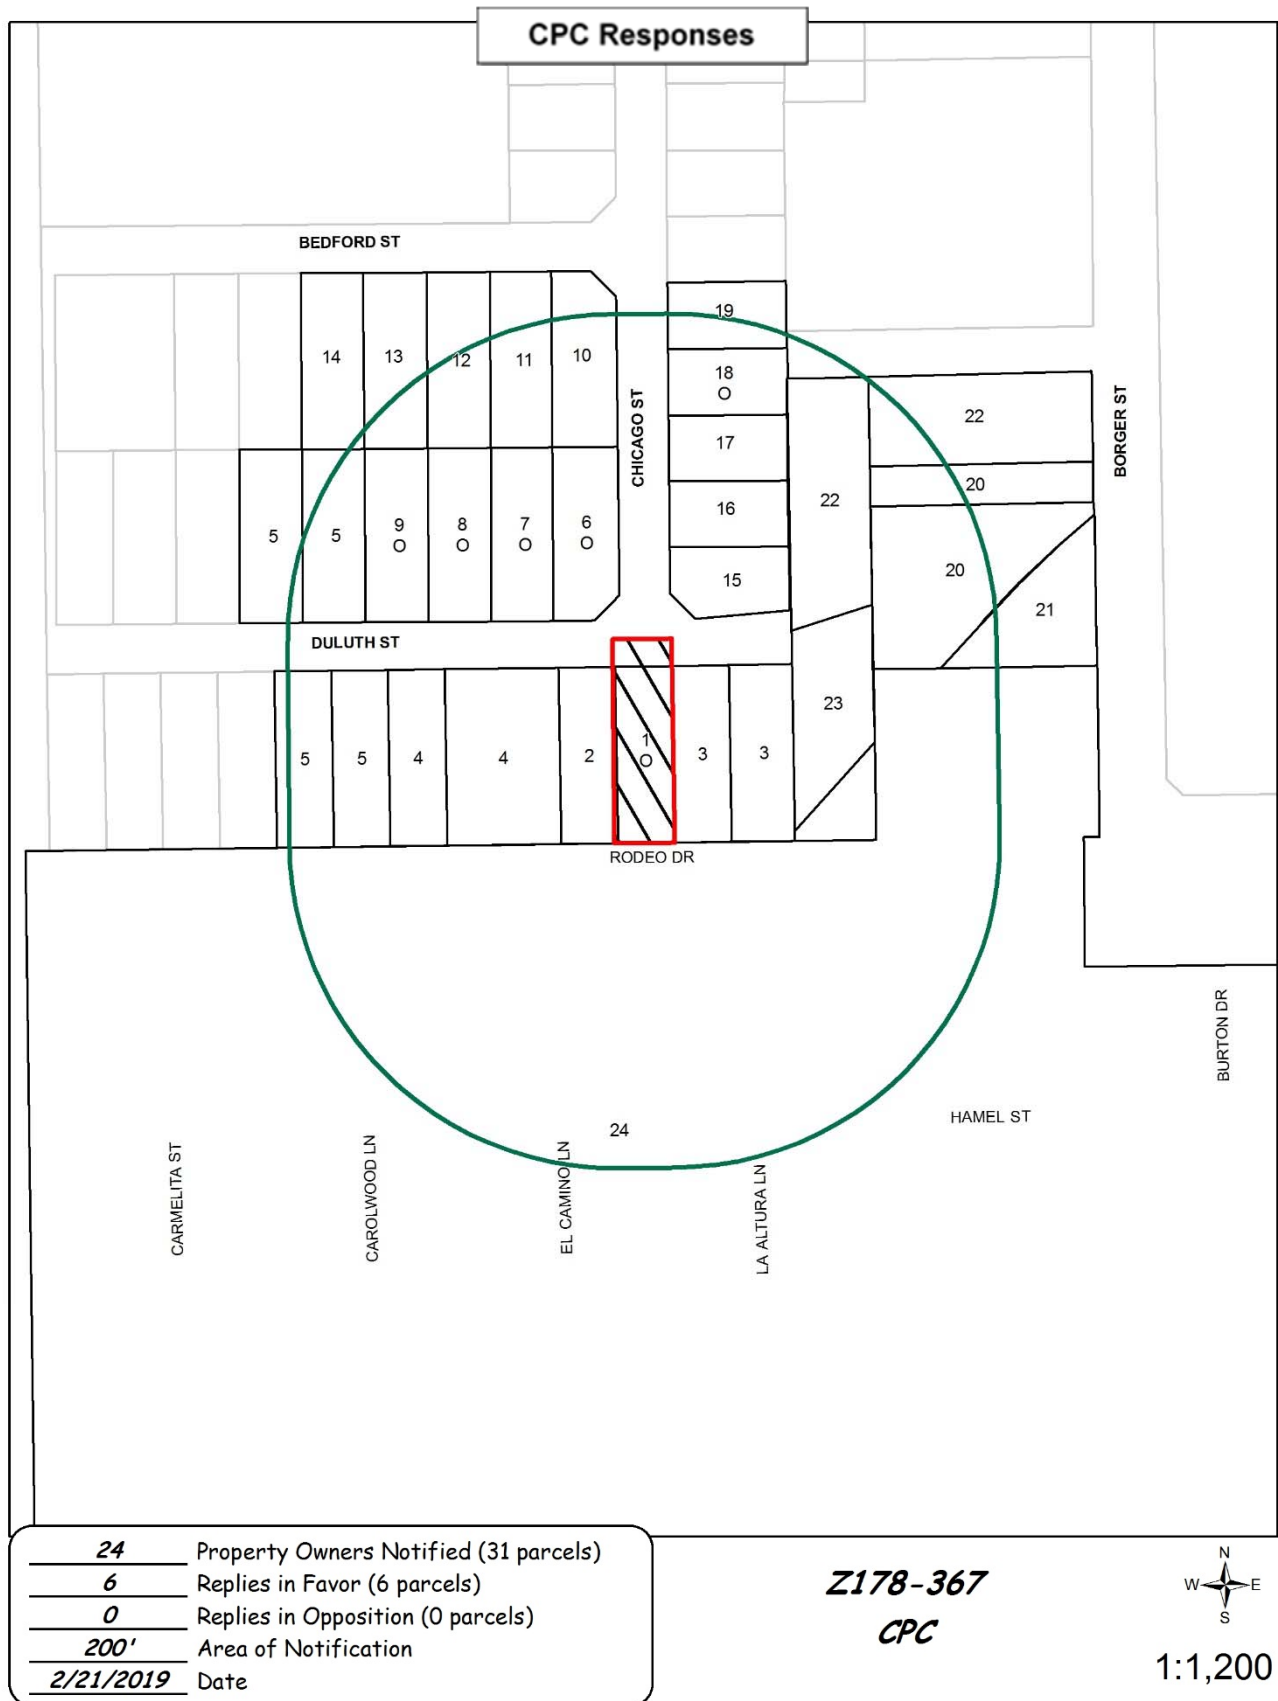 CPC Responses
BEDFORD ST
19
14 13 12 11 10
18
O
22
CHICAGO ST
BORGER ST
17
20
22
16
5 5 9 8 7 6
O O O O
15
20
21
DULUTH ST
23
5 5 4 4 2 1 3 3
O
RODEO DR
BURTON DR
HAMEL ST
24
CARMELITA ST
CAROLWOOD LN
EL CAMINO LN
LA ALTURA LN
24 Property Owners Notified (31 parcels)
6 Replies in Favor (6 parcels)
0 Replies in Opposition (0 parcels)
200' Area of Notification
2/21/2019 Date
Z178-367
CPC
N
W E
S
1:1,200